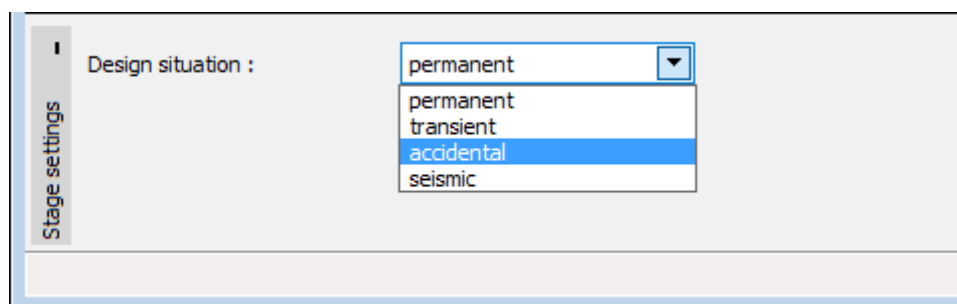 Stage settings
Design situation :
permanent
permanent
transient
accidental
seismic